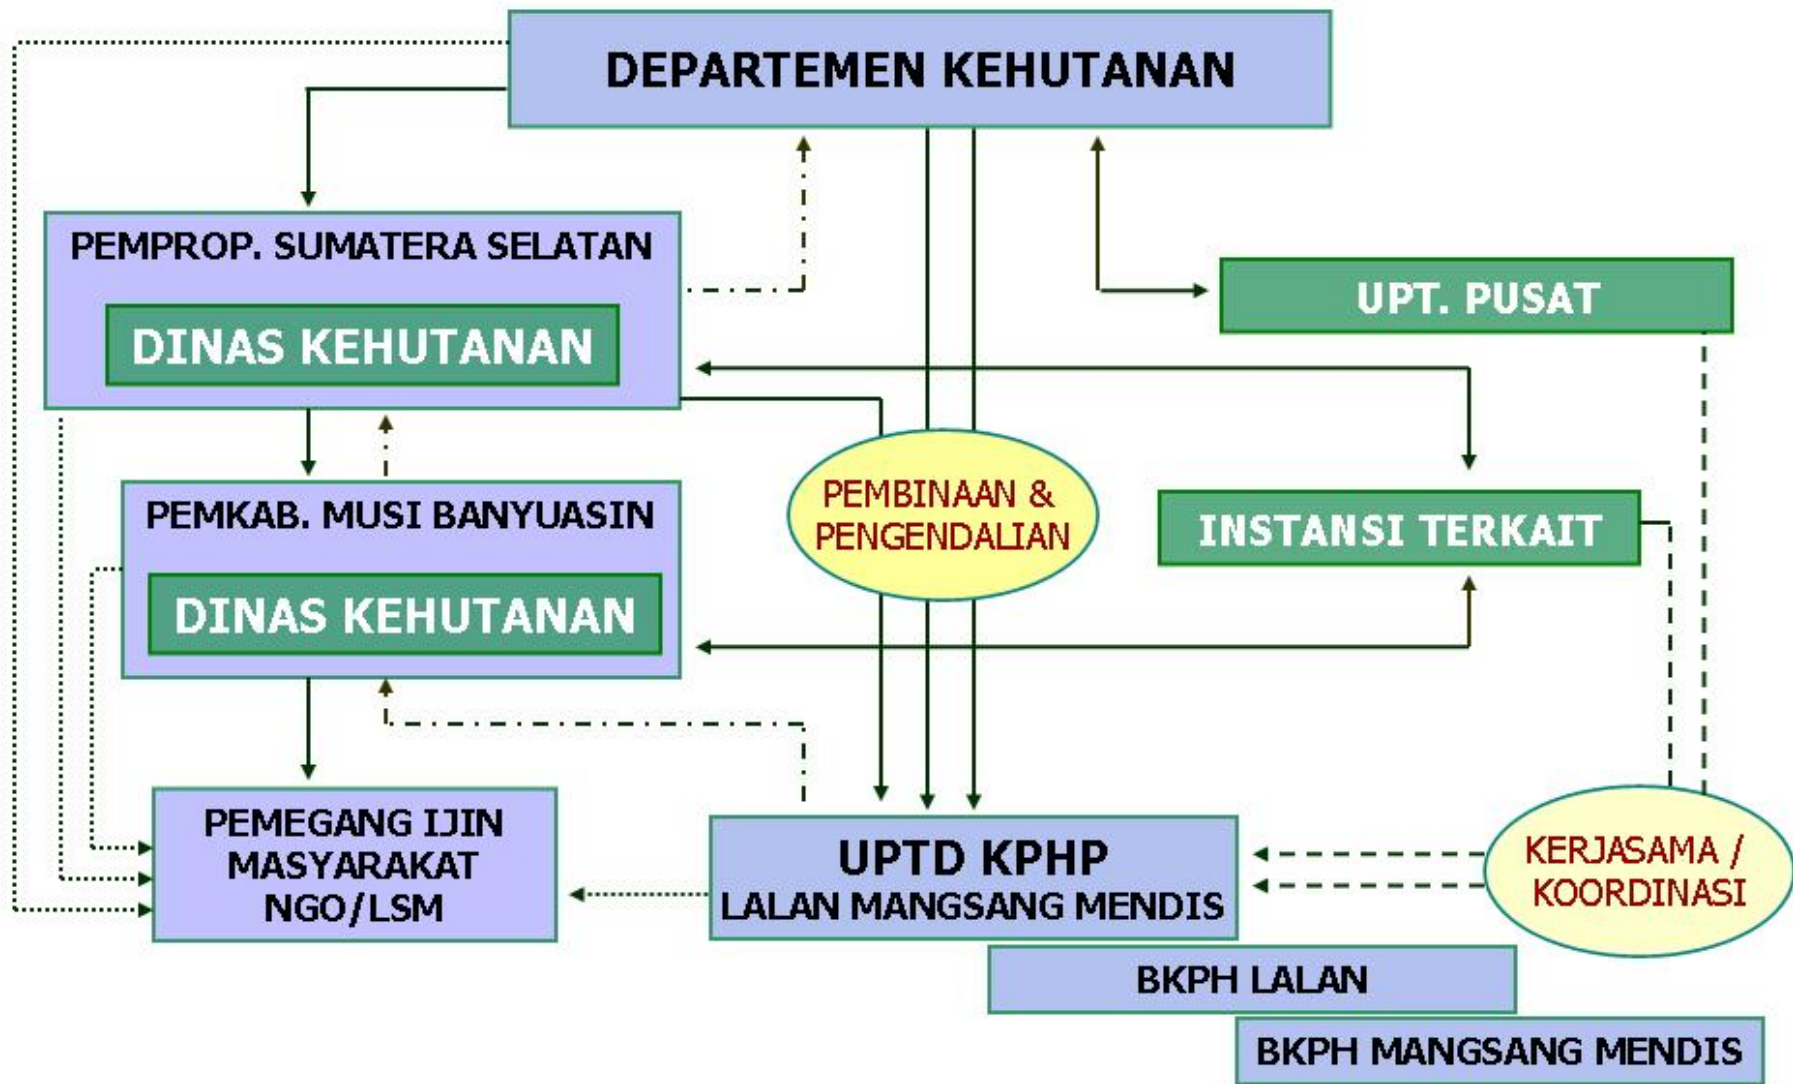 DEPARTEMEN KEHUTANAN
PEMPROP. SUMATERA SELATAN
DINAS KEHUTANAN
UPT. PUSAT
PEMKAB. MUSI BANYUASIN
DINAS KEHUTANAN
PEMBINAAN &
PENGENDALIAN
INSTANSI TERKAIT
PEMEGANG IJIN
MASYARAKAT
NGO/LSM
UPTD KPHP
LALAN MANGSANG MENDIS
KERJASAMA /
KOORDINASI
BKPH LALAN
BKPH MANGSANG MENDIS